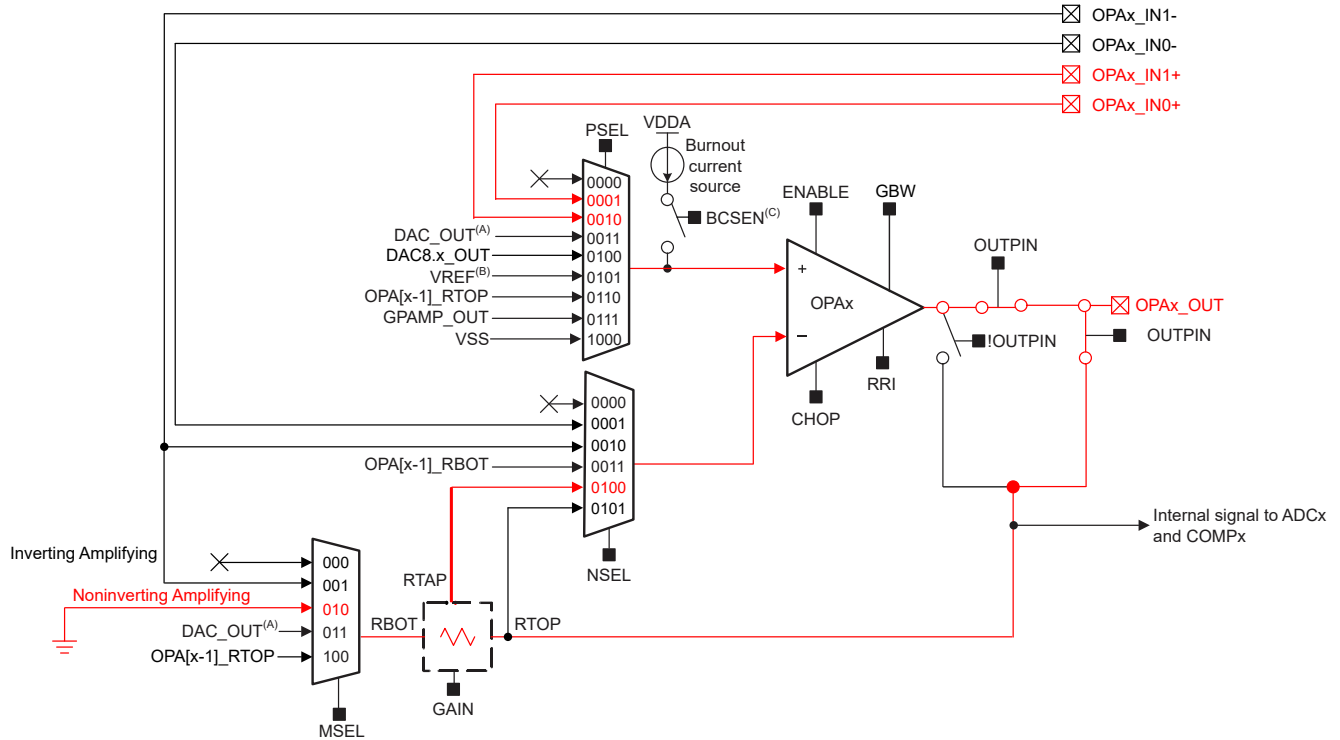 OPAx_IN1-
OPAx_IN0-
OPAx_IN1+
OPAx_IN0+
PSEL
VDDA
Burnout
current
source
BCSEN(C)
ENABLE
GBW
0000
0001
0010
0011
0100
0101
0110
0111
1000
DAC_OUT(A)
DAC8.x_OUT
VREF(B)
OPA[x-1]_RTOP
GPAMP_OUT
VSS
+
OPAx
−
OUTPIN
OPAx_OUT
!OUTPIN
OUTPIN
RRI
CHOP
0000
0001
0010
0011
0100
0101
OPA[x-1]_RBOT
NSEL
Internal signal to ADCx
and COMPx
Inverting Amplifying
Noninverting Amplifying
000
001
010
011
100
DAC_OUT(A)
OPA[x-1]_RTOP
MSEL
RTAP
RBOT
RTOP
GAIN